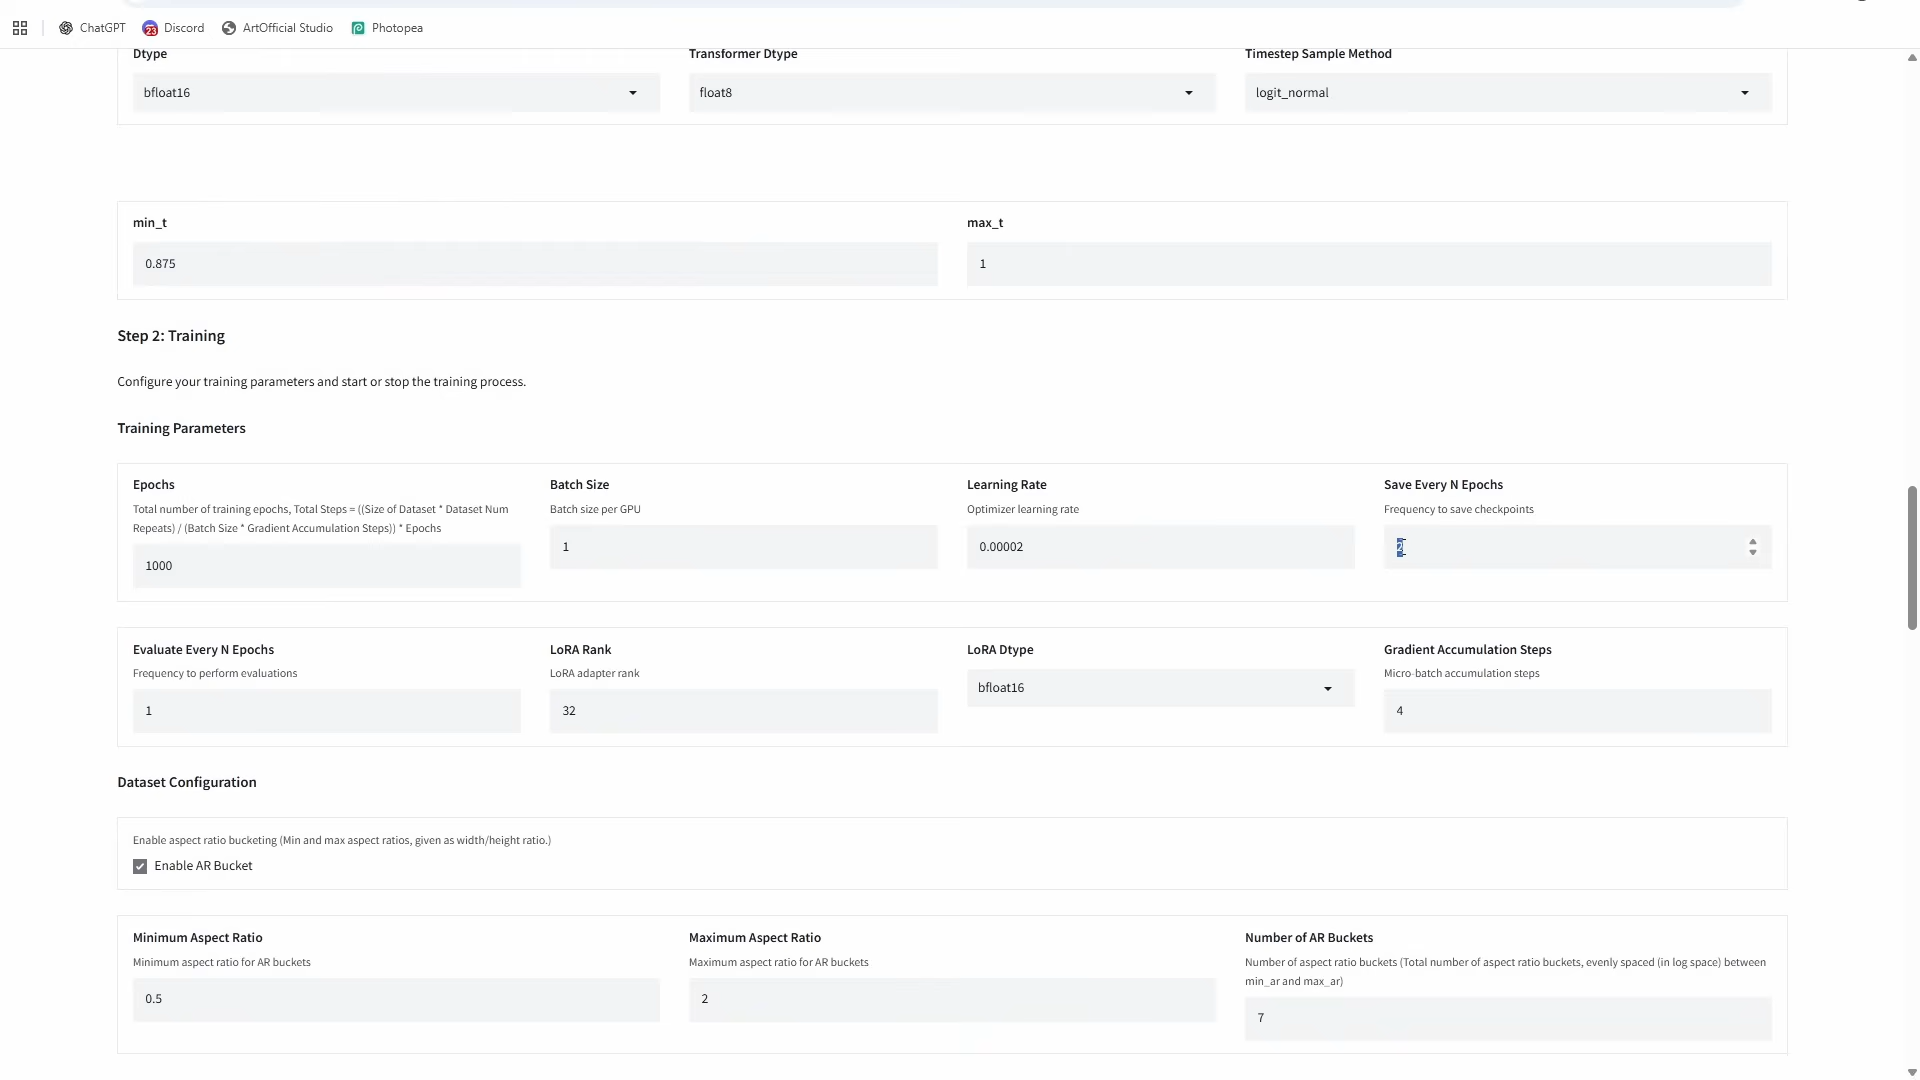 ChatGPT
23
Discord
ArtOfficial Studio
Photopea
Dtype
Transformer Dtype
Timestep Sample Method
bfloat16
float8
logit_normal
min_t
max_t
0.875
1
Step 2: Training
Configure your training parameters and start or stop the training process.
Training Parameters
Epochs
Total number of training epochs, Total Steps = ((Size of Dataset * Dataset Num
Repeats) / (Batch Size * Gradient Accumulation Steps)) * Epochs
1000
Batch Size
Batch size per GPU
1
Learning Rate
Optimizer learning rate
0.00002
Save Every N Epochs
Frequency to save checkpoints
2
Evaluate Every N Epochs
Frequency to perform evaluations
1
LoRA Rank
LoRA adapter rank
32
LoRA Dtype
bfloat16
Gradient Accumulation Steps
Micro-batch accumulation steps
4
Dataset Configuration
Enable aspect ratio bucketing (Min and max aspect ratios, given as width/height ratio.)
Enable AR Bucket
Minimum Aspect Ratio
Minimum aspect ratio for AR buckets
0.5
Maximum Aspect Ratio
Maximum aspect ratio for AR buckets
2
Number of AR Buckets
Number of aspect ratio buckets (Total number of aspect ratio buckets, evenly spaced (in log space) between
min_ar and max_ar)
7